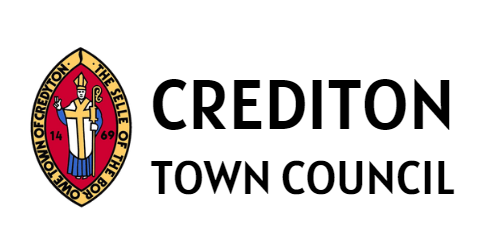 THE SELLE OF THE BOR
OWE TOWN OF CREDYTON
14 69
CREDITON
TOWN COUNCIL